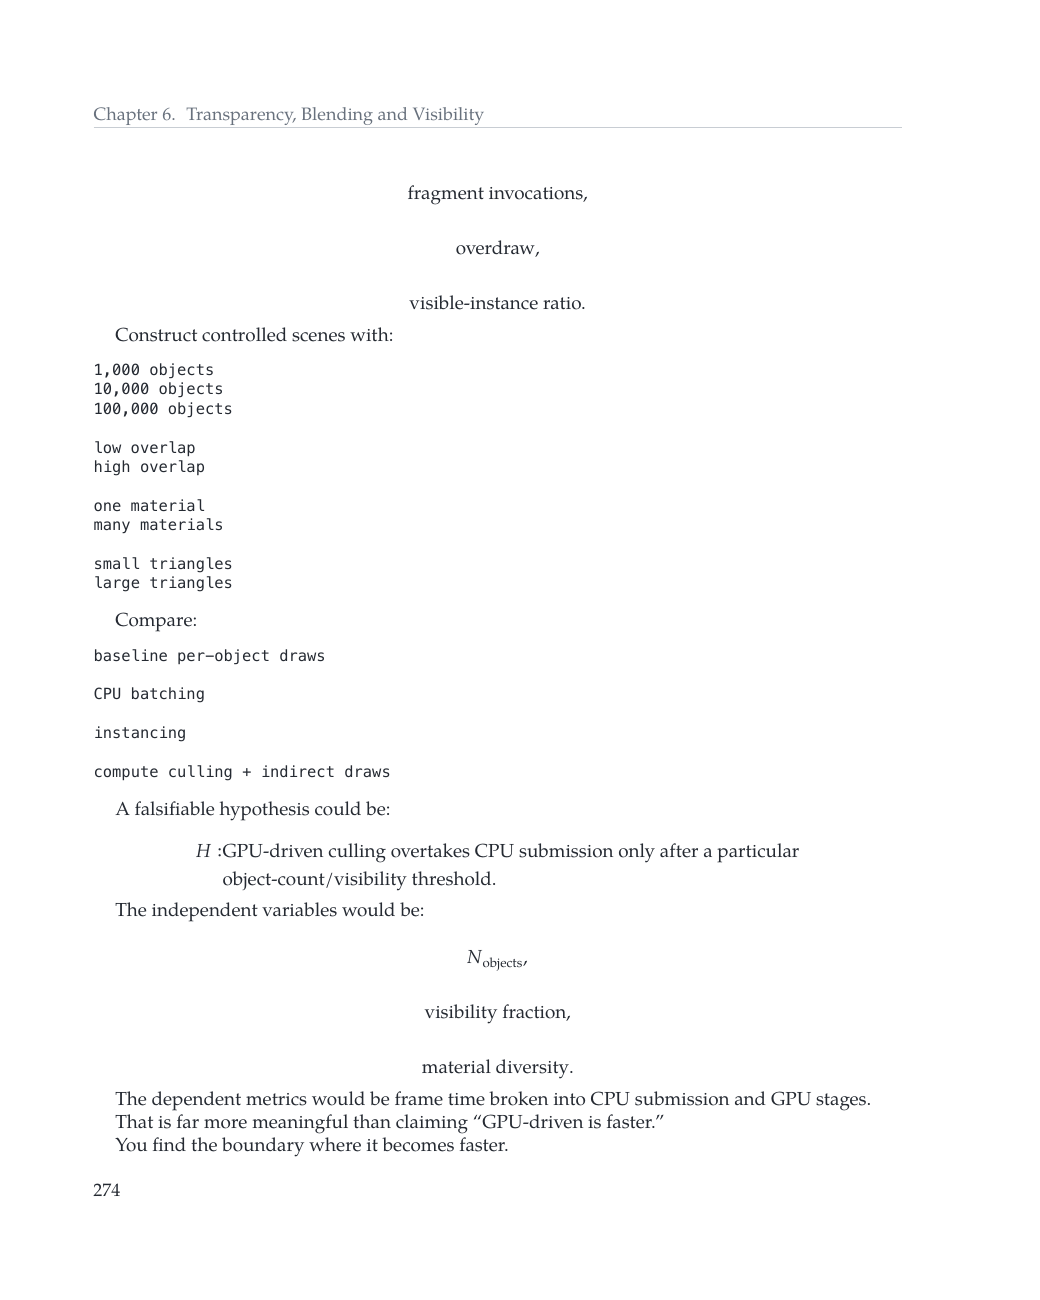 Chapter 6. Transparency, Blending and Visibility
fragment invocations,
overdraw,
visible-instance ratio.
Construct controlled scenes with:
1,000 objects
10,000 objects
100,000 objects
low overlap
high overlap
one material
many materials
small triangles
large triangles
Compare:
baseline per-object draws
CPU batching
instancing
compute culling + indirect draws
A falsifiable hypothesis could be:
H :GPU-driven culling overtakes CPU submission only after a particular
object-count/visibility threshold.
The independent variables would be:
N_objects,
visibility fraction,
material diversity.
The dependent metrics would be frame time broken into CPU submission and GPU stages.
That is far more meaningful than claiming “GPU-driven is faster.”
You find the boundary where it becomes faster.
274